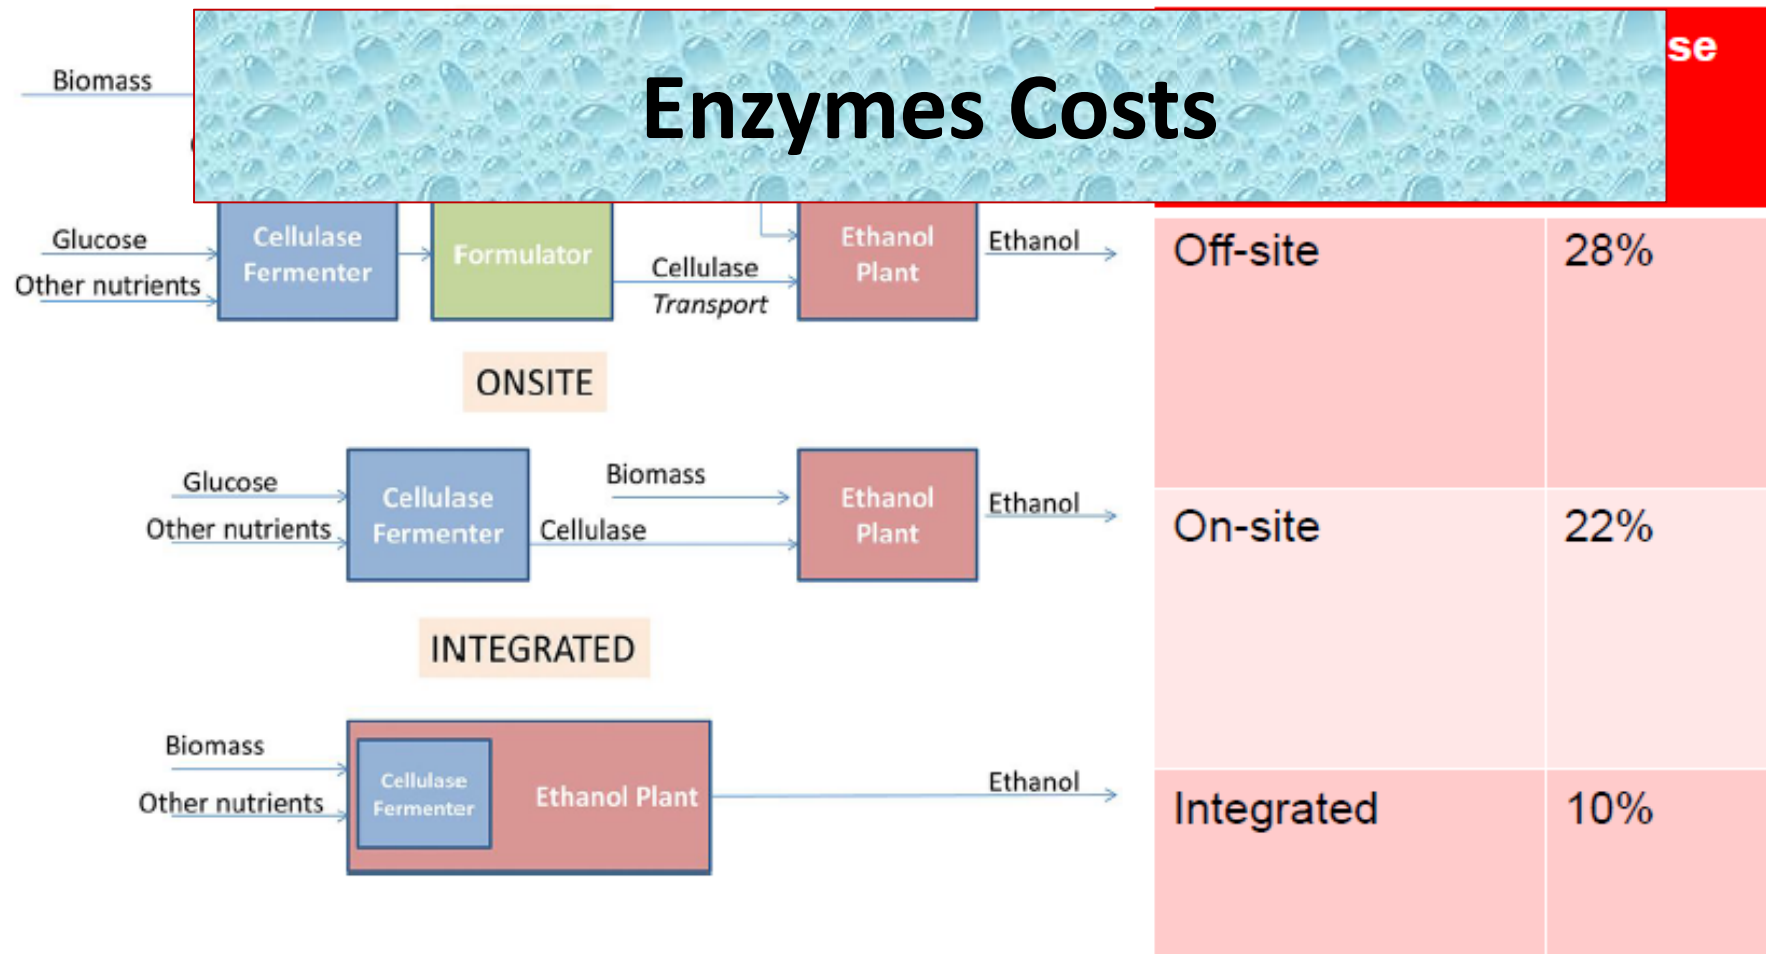 Enzymes Costs
se
Biomass
Glucose
Other nutrients
Cellulase
Fermenter
Formulator
Cellulase
Transport
Ethanol
Plant
Ethanol
ONSITE
Glucose
Other nutrients
Cellulase
Fermenter
Biomass
Cellulase
Ethanol
Plant
Ethanol
INTEGRATED
Biomass
Other nutrients
Cellulase
Fermenter
Ethanol Plant
Ethanol
Off-site 28%
On-site 22%
Integrated 10%